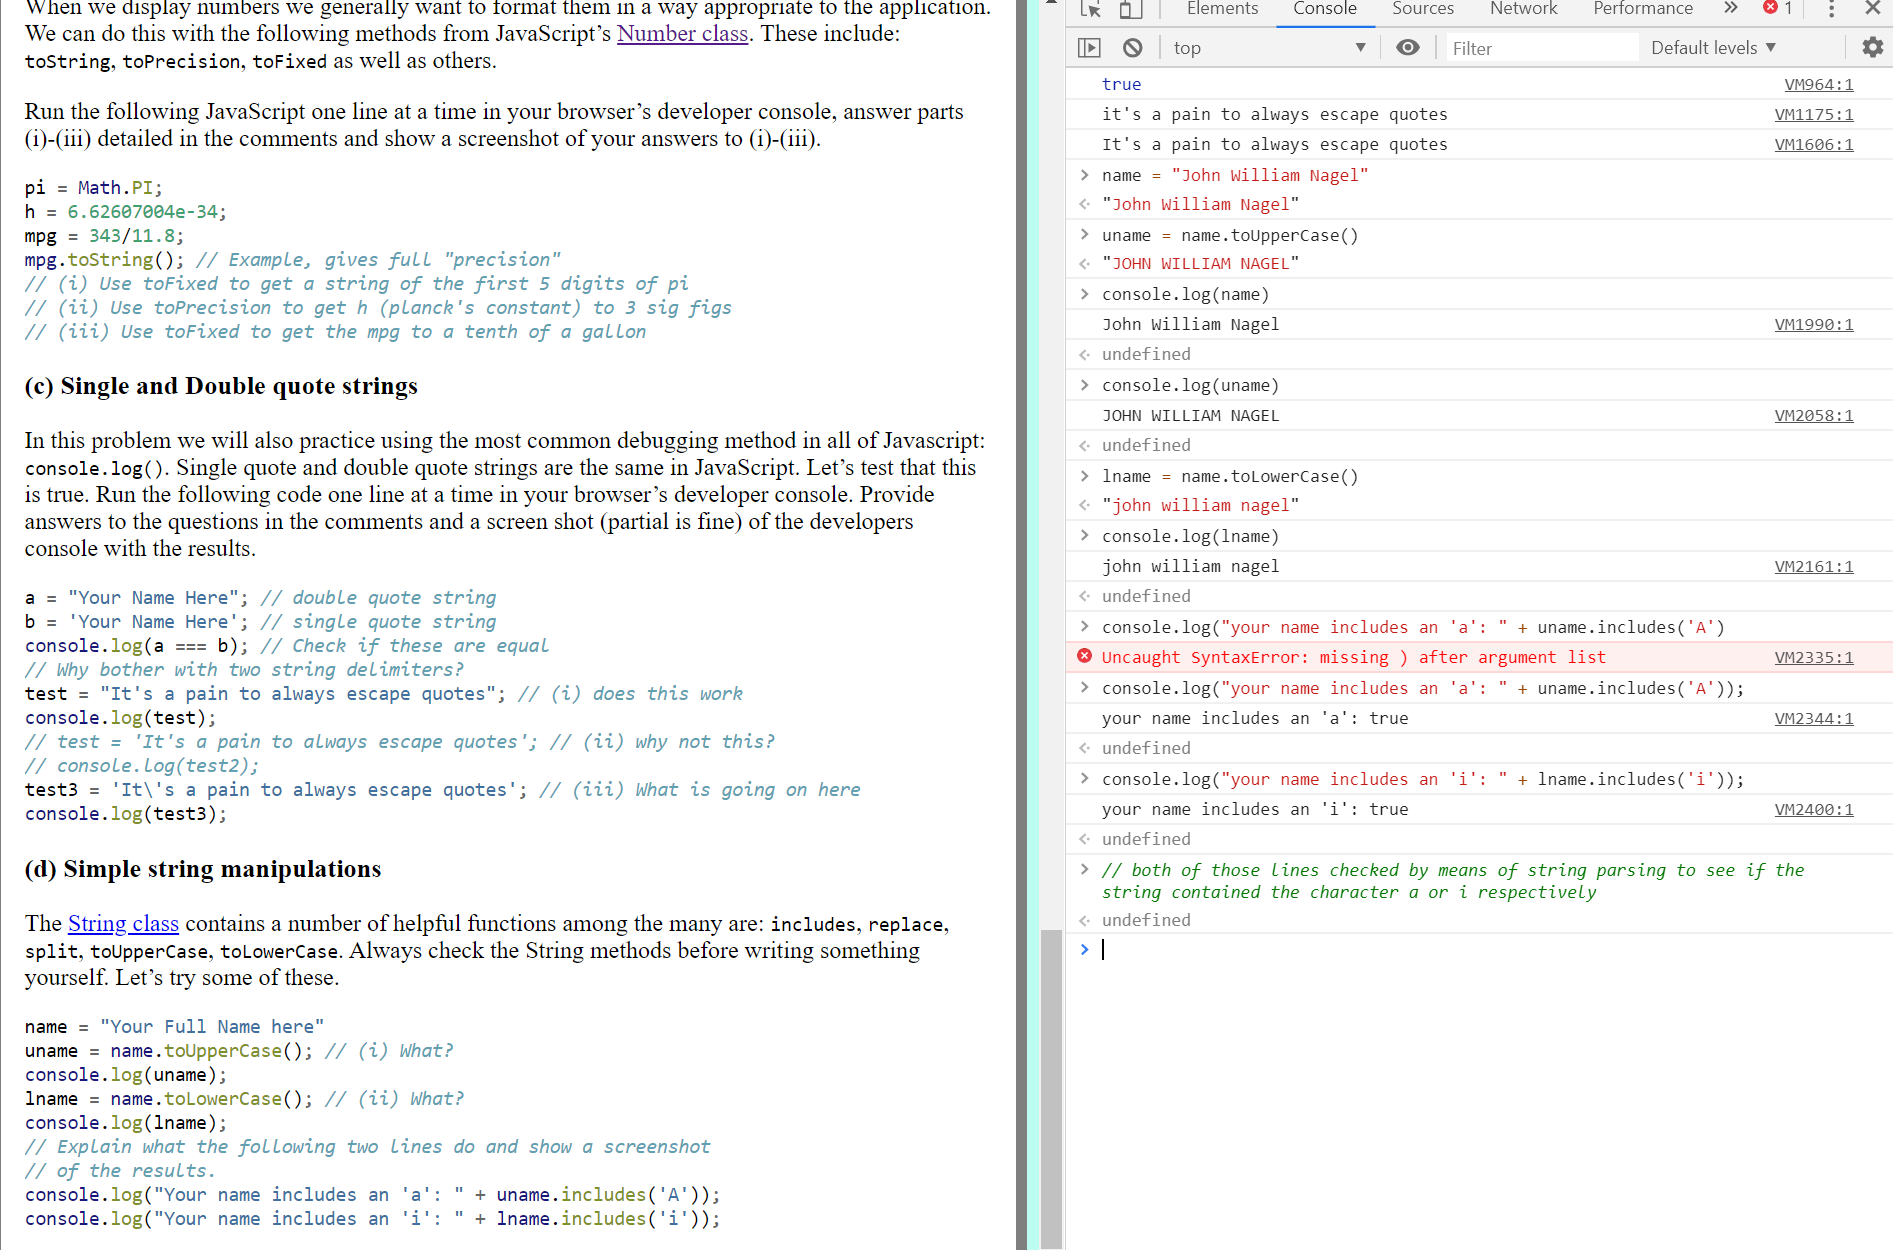 When we display numbers we generally want to format them in a way appropriate to the application.
We can do this with the following methods from JavaScript’s Number class. These include:
toString, toPrecision, toFixed as well as others.
Run the following JavaScript one line at a time in your browser’s developer console, answer parts
(i)-(iii) detailed in the comments and show a screenshot of your answers to (i)-(iii).
pi = Math.PI;
h = 6.62607004e-34;
mpg = 343/11.8;
mpg.toString(); // Example, gives full "precision"
// (i) Use toFixed to get a string of the first 5 digits of pi
// (ii) Use toPrecision to get h (planck's constant) to 3 sig figs
// (iii) Use toFixed to get the mpg to a tenth of a gallon
(c) Single and Double quote strings
In this problem we will also practice using the most common debugging method in all of Javascript:
console.log(). Single quote and double quote strings are the same in JavaScript. Let’s test that this
is true. Run the following code one line at a time in your browser’s developer console. Provide
answers to the questions in the comments and a screen shot (partial is fine) of the developers
console with the results.
a = "Your Name Here"; // double quote string
b = 'Your Name Here'; // single quote string
console.log(a === b); // Check if these are equal
// Why bother with two string delimiters?
test = "It's a pain to always escape quotes"; // (i) does this work
console.log(test);
// test = 'It's a pain to always escape quotes'; // (ii) why not this?
// console.log(test2);
test3 = 'It\'s a pain to always escape quotes'; // (iii) What is going on here
console.log(test3);
(d) Simple string manipulations
The String class contains a number of helpful functions among the many are: includes, replace,
split, toUpperCase, toLowerCase. Always check the String methods before writing something
yourself. Let’s try some of these.
name = "Your Full Name here"
uname = name.toUpperCase(); // (i) What?
console.log(uname);
lname = name.toLowerCase(); // (ii) What?
console.log(lname);
// Explain what the following two lines do and show a screenshot
// of the results.
console.log("Your name includes an 'a': " + uname.includes('A'));
console.log("Your name includes an 'i': " + lname.includes('i'));
Elements Console Sources Network Performance » 1
top Filter Default levels
true VM964:1
it's a pain to always escape quotes VM1175:1
It's a pain to always escape quotes VM1606:1
> name = "John William Nagel"
"John William Nagel"
> uname = name.toUpperCase()
"JOHN WILLIAM NAGEL"
> console.log(name)
John William Nagel VM1990:1
undefined
> console.log(uname)
JOHN WILLIAM NAGEL VM2058:1
undefined
> lname = name.toLowerCase()
"john william nagel"
> console.log(lname)
john william nagel VM2161:1
undefined
> console.log("your name includes an 'a': " + uname.includes('A')
Uncaught SyntaxError: missing ) after argument list VM2335:1
> console.log("your name includes an 'a': " + uname.includes('A'));
your name includes an 'a': true VM2344:1
undefined
> console.log("your name includes an 'i': " + lname.includes('i'));
your name includes an 'i': true VM2400:1
undefined
> // both of those lines checked by means of string parsing to see if the
string contained the character a or i respectively
undefined
>